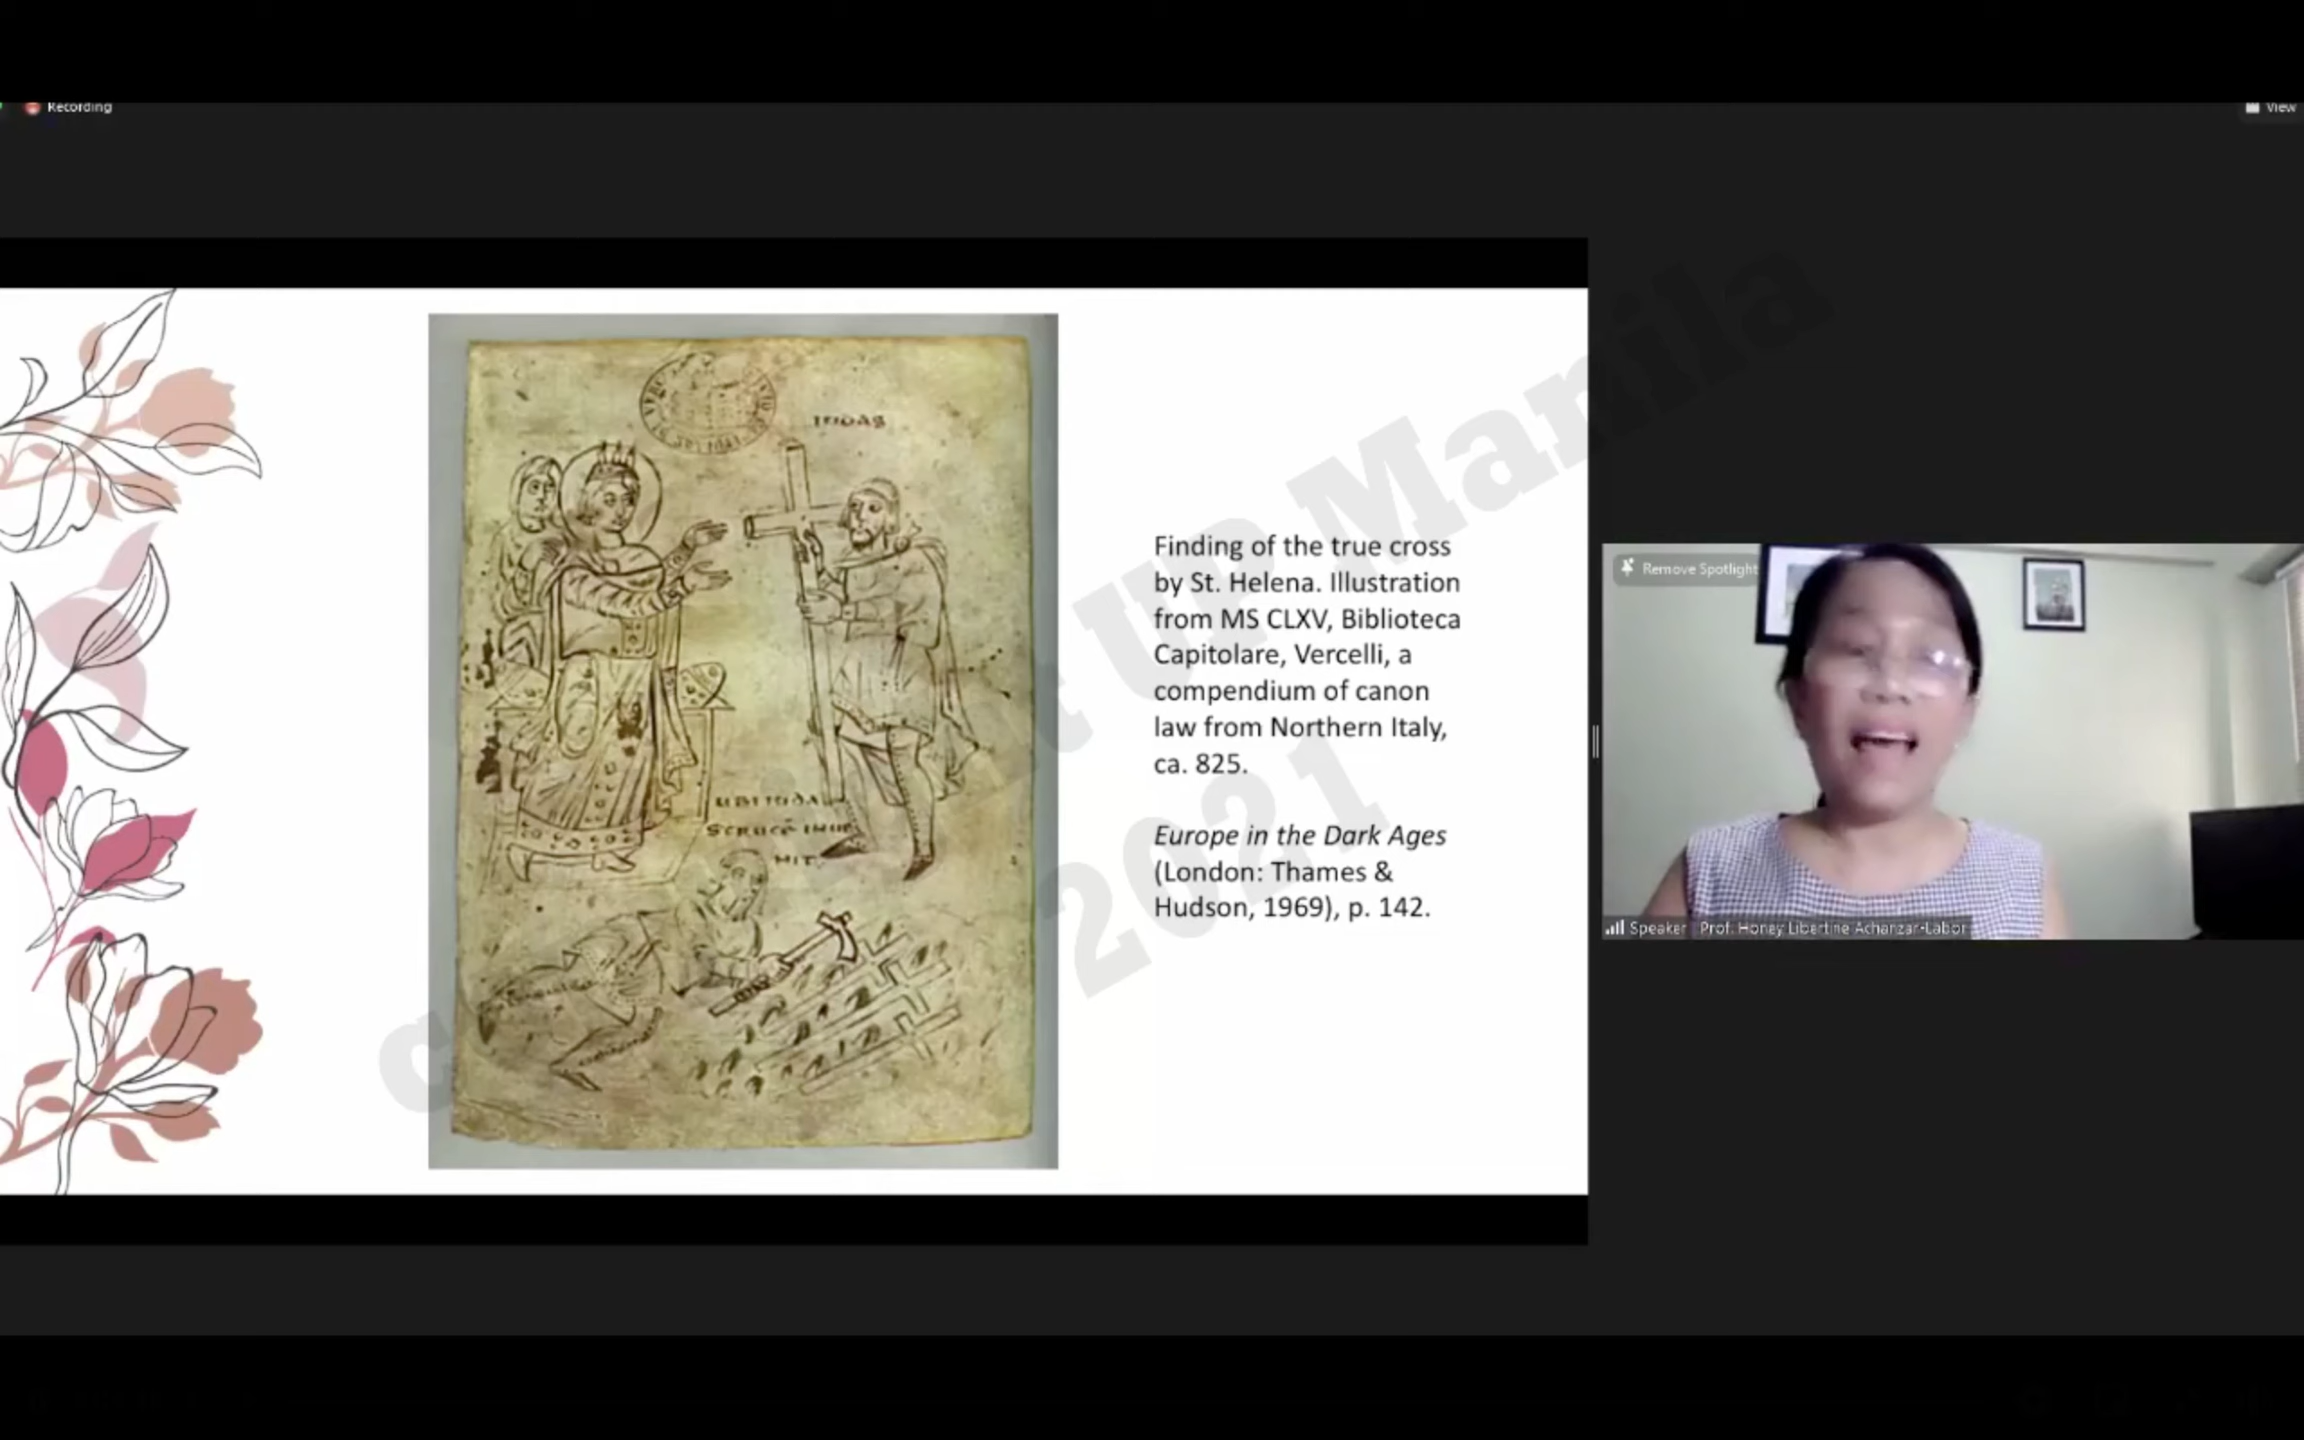 Recording
View
IUDAS
Finding of the true cross
by St. Helena. Illustration
from MS CLXV, Biblioteca
Capitolare, Vercelli, a
compendium of canon
law from Northern Italy,
ca. 825.
Europe in the Dark Ages
(London: Thames &
Hudson, 1969), p. 142.
UP Manila
2021
Remove Spotlight
Speaker Prof. Honey Libertine Achanzar-Labor